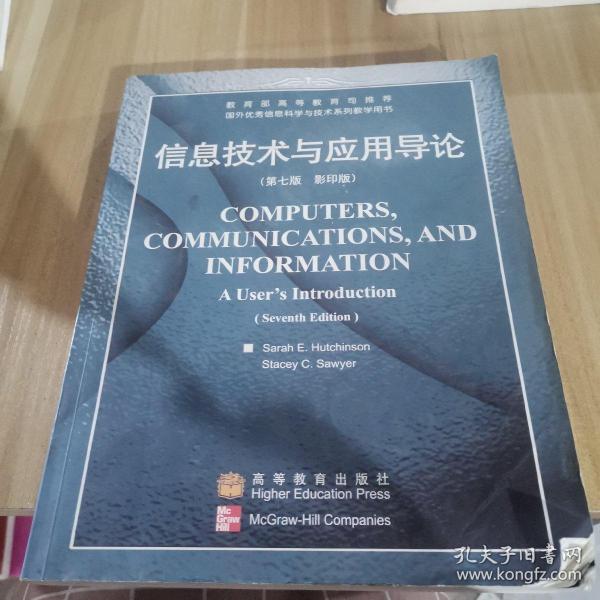 教育部高等教育司推荐
国外优秀信息科学与技术系列教学用书
信息技术与应用导论
(第七版 影印版)
COMPUTERS,
COMMUNICATIONS, AND
INFORMATION
A User's Introduction
(Seventh Edition)
■ Sarah E. Hutchinson
Stacey C. Sawyer
高等教育出版社
Higher Education Press
Mc
Graw
Hill
McGraw-Hill Companies
孔夫子旧书网
www.kongfz.com